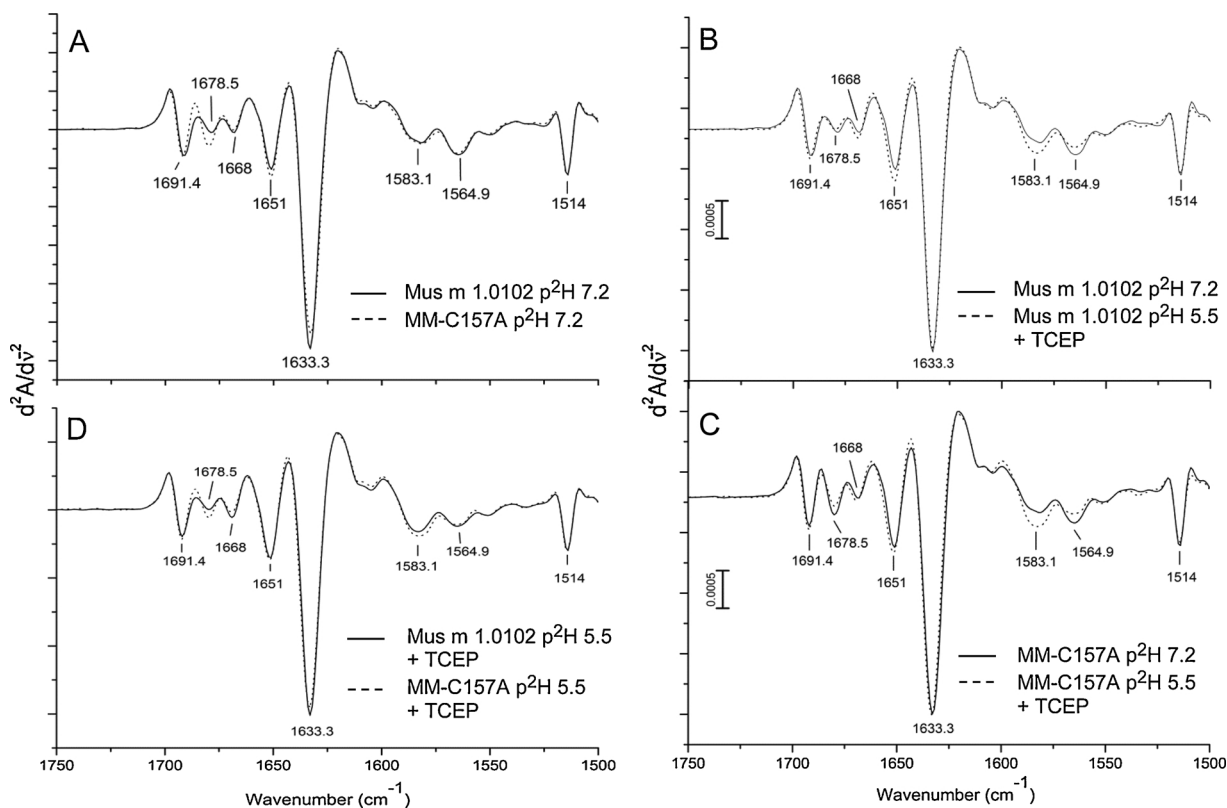 A
1678.5
1691.4
1668
1651
1633.3
1583.1
1564.9
1514
Mus m 1.0102 p²H 7.2
MM-C157A p²H 7.2
1750 1700 1650 1600 1550 1500
B
1668
1678.5
1691.4
1651
1633.3
1583.1
1564.9
1514
0.0005
Mus m 1.0102 p²H 7.2
Mus m 1.0102 p²H 5.5
+ TCEP
d²A/dν̄²
d²A/dν̄²
D
1678.5
1691.4
1668
1651
1633.3
1583.1
1564.9
1514
Mus m 1.0102 p²H 5.5
+ TCEP
MM-C157A p²H 5.5
+ TCEP
1750 1700 1650 1600 1550 1500
Wavenumber (cm⁻¹)
C
1668
1691.4
1678.5
1651
1633.3
1583.1
1564.9
1514
0.0005
MM-C157A p²H 7.2
MM-C157A p²H 5.5
+ TCEP
1750 1700 1650 1600 1550 1500
Wavenumber (cm⁻¹)